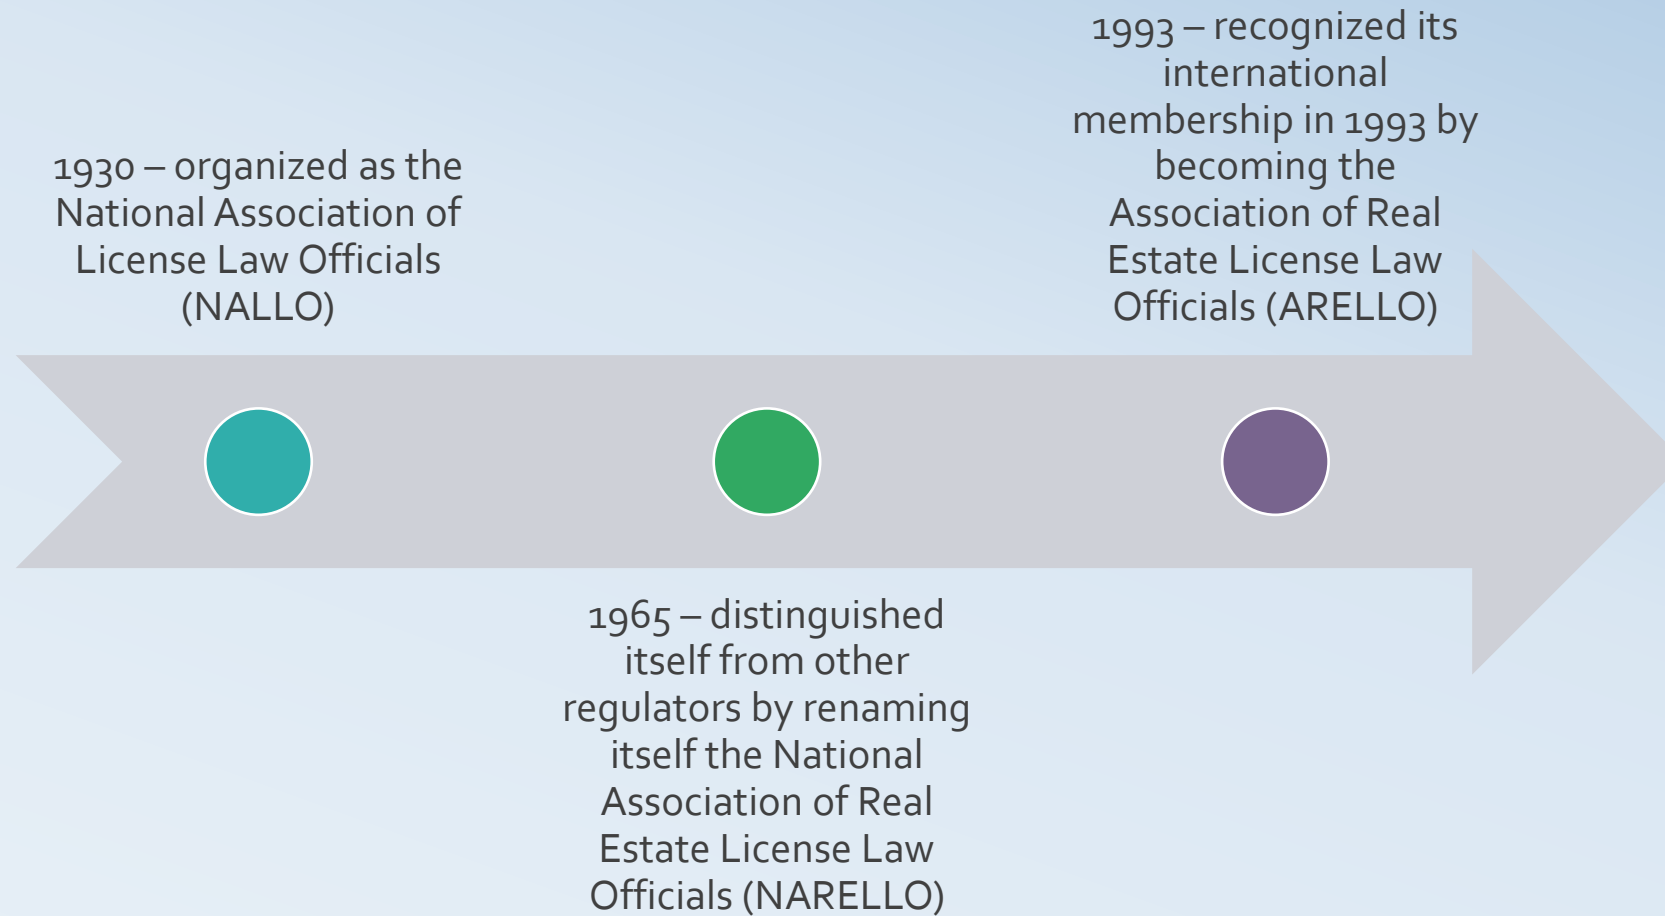 1930 – organized as the
National Association of
License Law Officials
(NALLO)
1965 – distinguished
itself from other
regulators by renaming
itself the National
Association of Real
Estate License Law
Officials (NARELLO)
1993 – recognized its
international
membership in 1993 by
becoming the
Association of Real
Estate License Law
Officials (ARELLO)